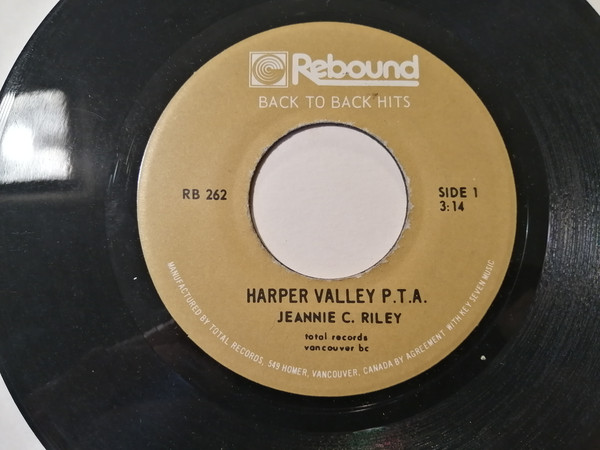 Rebound
BACK TO BACK HITS
RB 262
SIDE 1
3:14
HARPER VALLEY P.T.A.
JEANNIE C. RILEY
total records
vancouver bc
MANUFACTURED BY TOTAL RECORDS, 549 HOMER, VANCOUVER, CANADA BY AGREEMENT WITH KEY SEVEN MUSIC